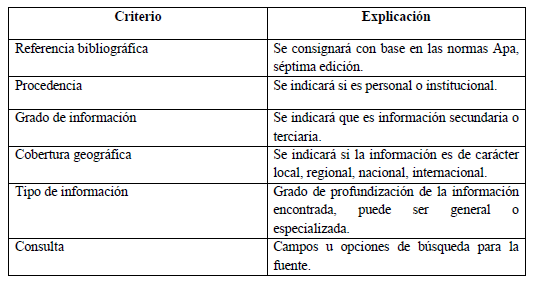 Criterio Explicación
Referencia bibliográfica Se consignará con base en las normas Apa,
séptima edición.
Procedencia Se indicará si es personal o institucional.
Grado de información Se indicará que es información secundaria o
terciaria.
Cobertura geográfica Se indicará si la información es de carácter
local, regional, nacional, internacional.
Tipo de información Grado de profundización de la información
encontrada, puede ser general o
especializada.
Consulta Campos u opciones de búsqueda para la
fuente.